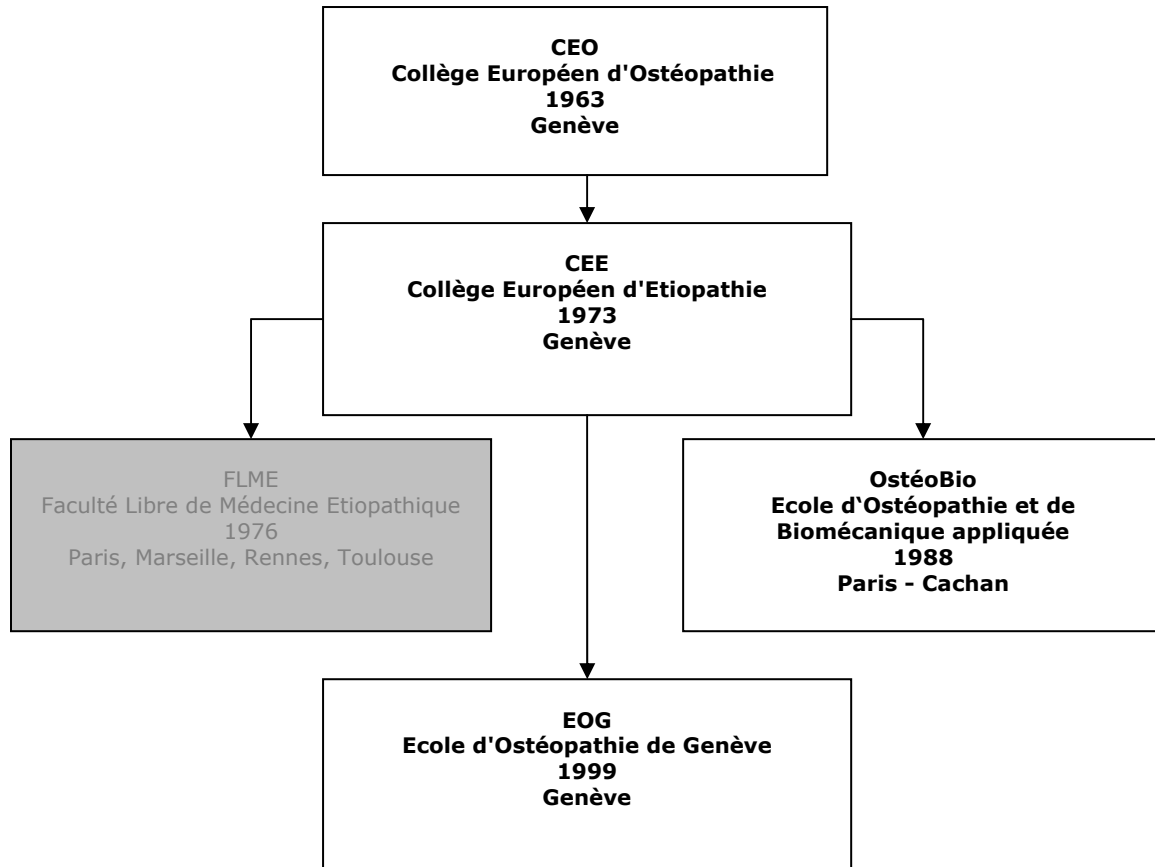 CEO
Collège Européen d'Ostéopathie
1963
Genève
CEE
Collège Européen d'Etiopathie
1973
Genève
FLME
Faculté Libre de Médecine Etiopathique
1976
Paris, Marseille, Rennes, Toulouse
OstéoBio
Ecole d‘Ostéopathie et de
Biomécanique appliquée
1988
Paris - Cachan
EOG
Ecole d'Ostéopathie de Genève
1999
Genève